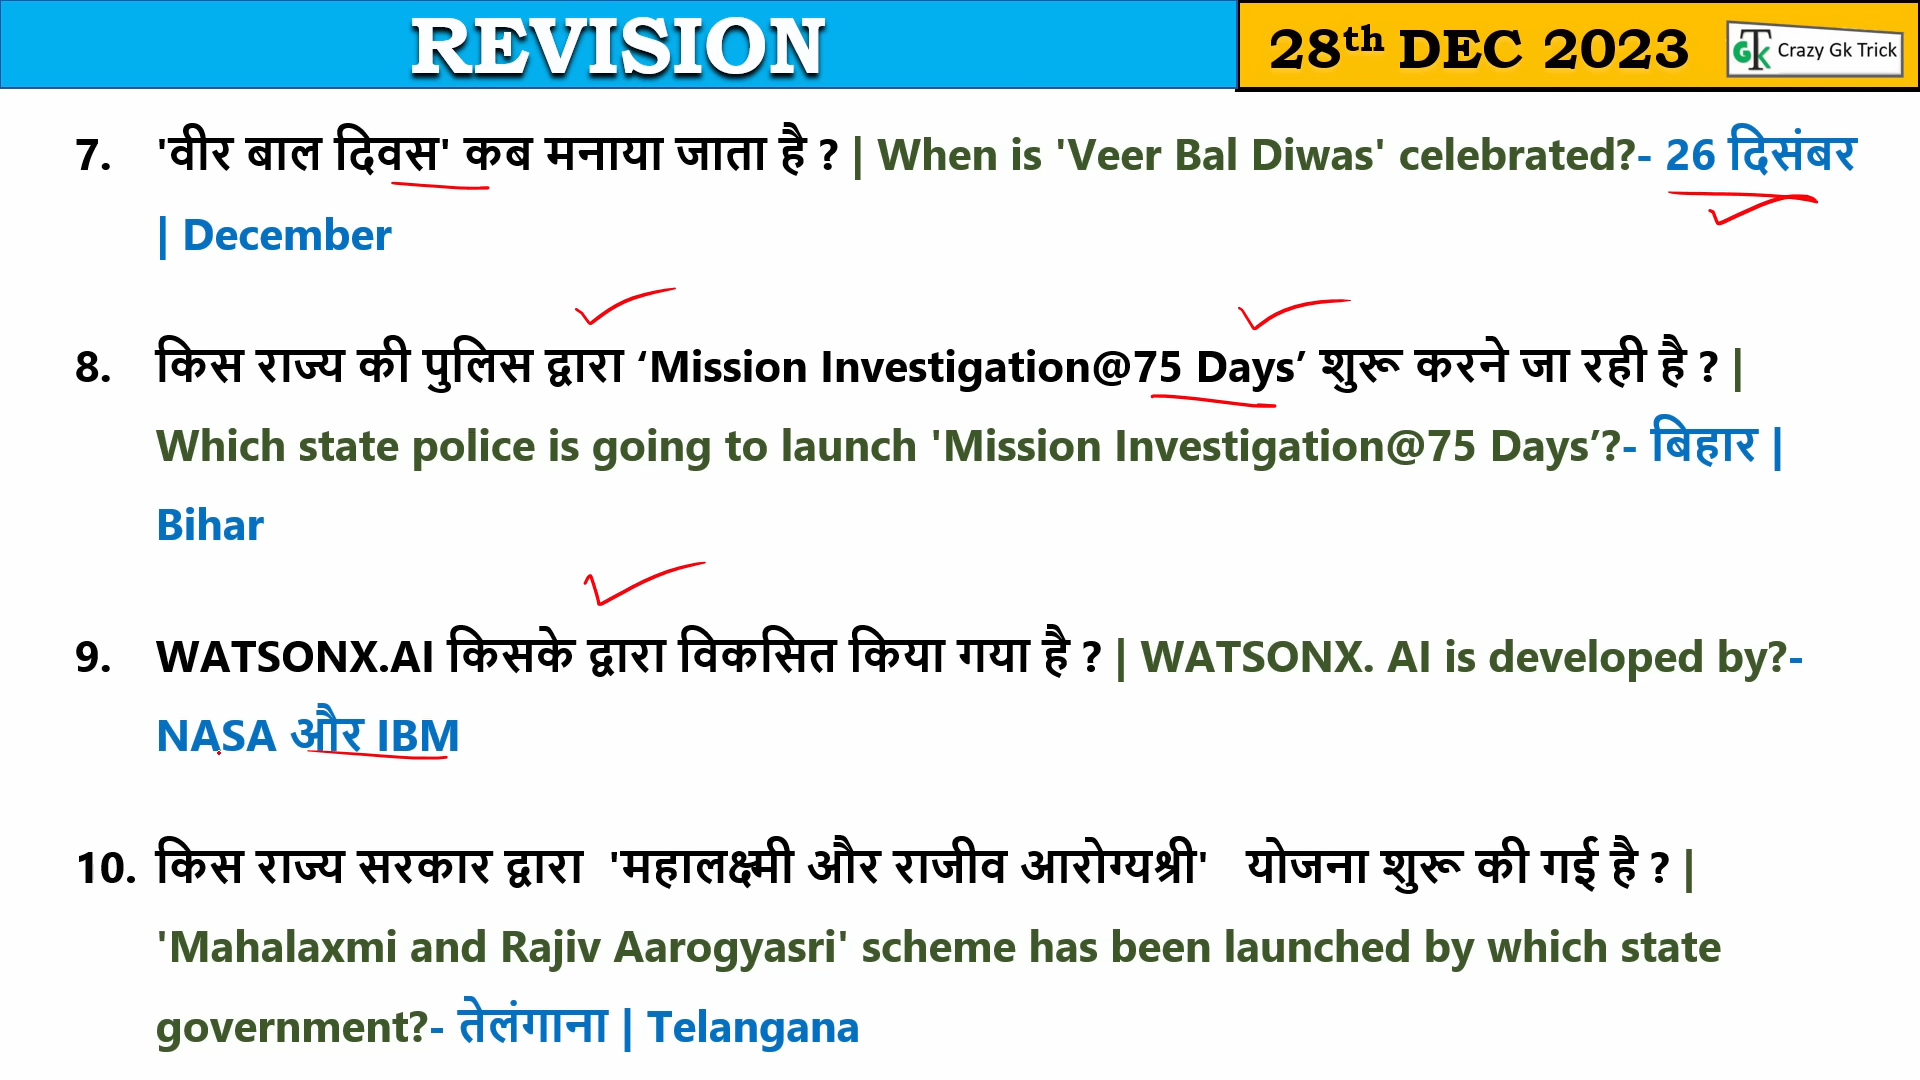 REVISION
28th DEC 2023
GTK Crazy Gk Trick
7. 'वीर बाल दिवस' कब मनाया जाता है ? | When is 'Veer Bal Diwas' celebrated?- 26 दिसंबर
| December
8. किस राज्य की पुलिस द्वारा ‘Mission Investigation@75 Days’ शुरू करने जा रही है ? |
Which state police is going to launch 'Mission Investigation@75 Days’?- बिहार |
Bihar
9. WATSONX.AI किसके द्वारा विकसित किया गया है ? | WATSONX. AI is developed by?-
NASA और IBM
10. किस राज्य सरकार द्वारा 'महालक्ष्मी और राजीव आरोग्यश्री' योजना शुरू की गई है ? |
'Mahalaxmi and Rajiv Aarogyasri' scheme has been launched by which state
government?- तेलंगाना | Telangana